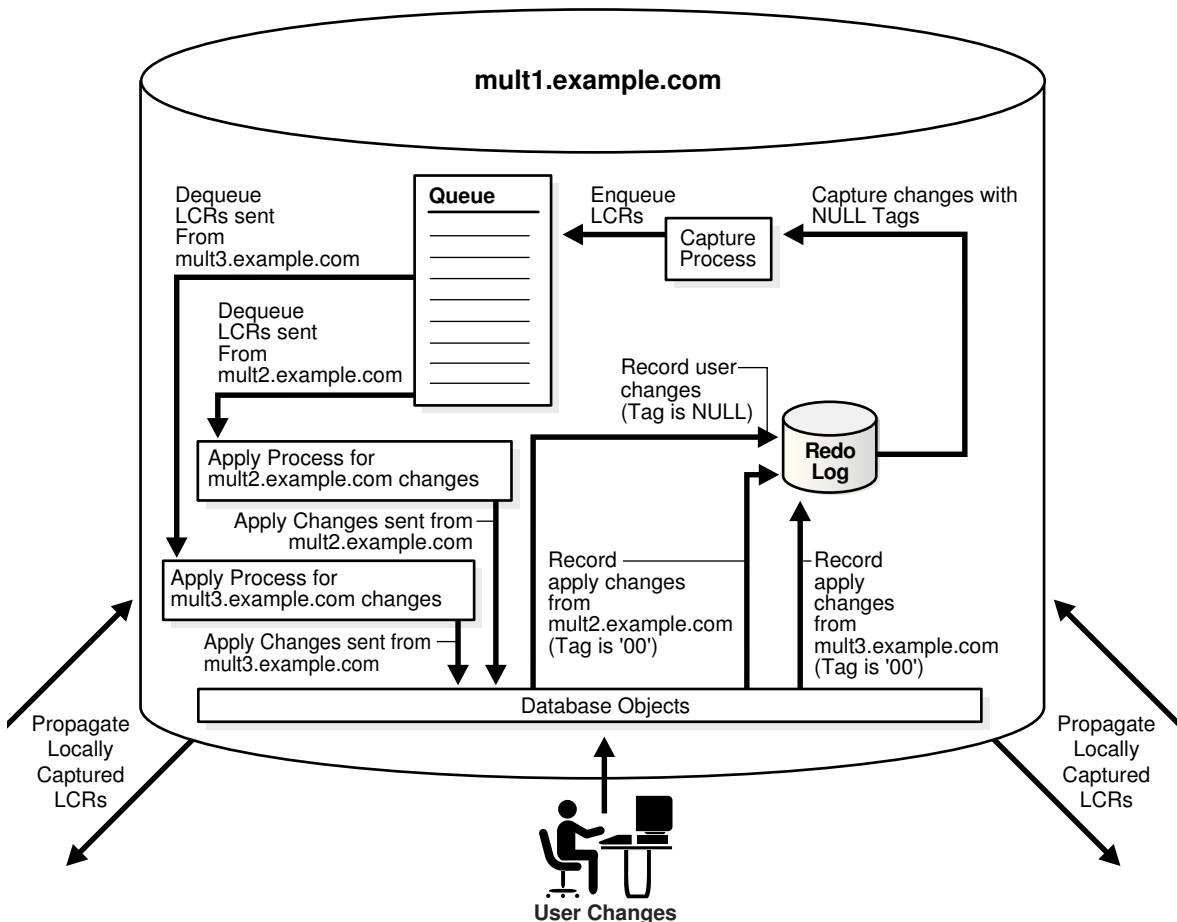 mult1.example.com
Dequeue
LCRs sent
From
mult3.example.com
Queue
Enqueue
LCRs
Capture changes with
NULL Tags
Capture
Process
Dequeue
LCRs sent
From
mult2.example.com
Record user
changes
(Tag is NULL)
Redo
Log
Apply Process for
mult2.example.com changes
Apply Changes sent from
mult2.example.com
Apply Process for
mult3.example.com changes
Apply Changes sent from
mult3.example.com
Record
apply changes
from
mult2.example.com
(Tag is '00')
Record
apply
changes
from
mult3.example.com
(Tag is '00')
Database Objects
Propagate
Locally
Captured
LCRs
Propagate
Locally
Captured
LCRs
User Changes